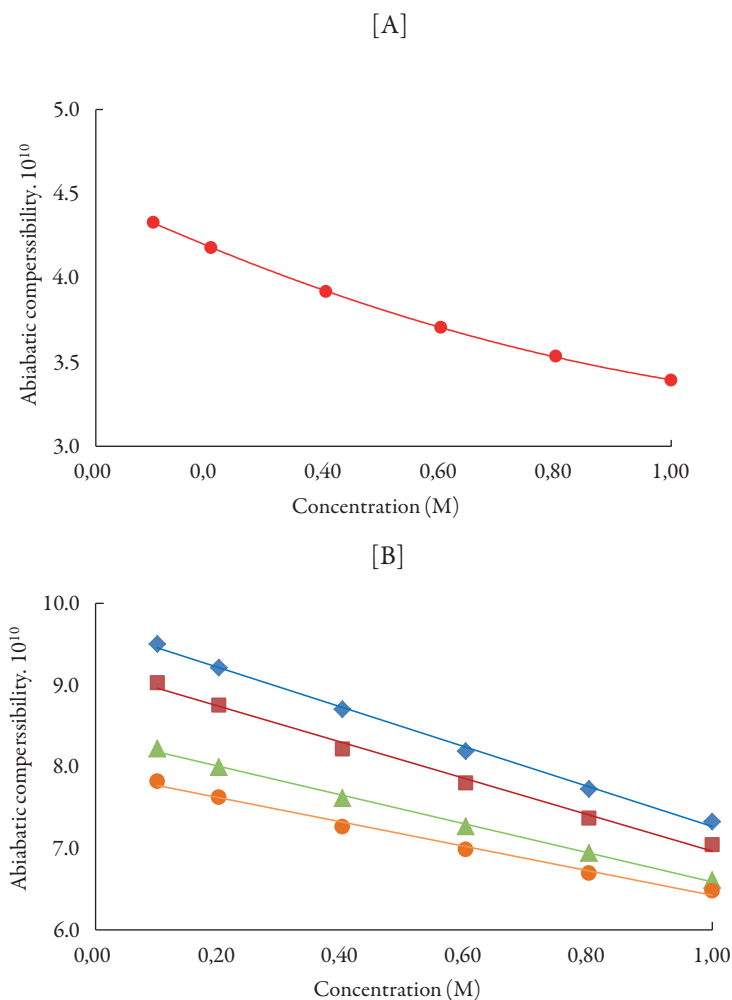 [A]
Abiabatic comperssibility. 10¹⁰
5.0
4.5
4.0
3.5
3.0
0,00 0,0 0,40 0,60 0,80 1,00
Concentration (M)
[B]
Abiabatic comperssibility. 10¹⁰
10.0
9.0
8.0
7.0
6.0
0,00 0,20 0,40 0,60 0,80 1,00
Concentration (M)